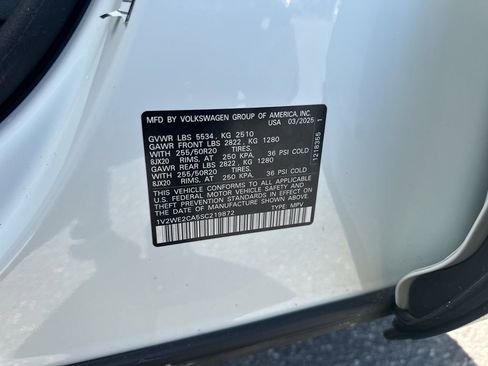 MFD BY VOLKSWAGEN GROUP OF AMERICA, INC.
USA 03/2025
GVWR LBS 5534, KG 2510
GAWR FRONT LBS 2822, KG 1280
WITH 255/50R20 TIRES,
8JX20 RIMS, AT 250 KPA, 36 PSI COLD
GAWR REAR LBS 2822 KG 1280
WITH 255/50R20 TIRES,
8JX20 RIMS, AT 250 KPA, 36 PSI COLD
THIS VEHICLE CONFORMS TO ALL APPLICABLE
U.S. FEDERAL MOTOR VEHICLE SAFETY AND
THEFT PREVENTION STANDARDS IN EFFECT ON
THE DATE OF MANUFACTURE SHOWN ABOVE.
1V2WE2CA5SC219872 TYPE: MPV
1218355 1